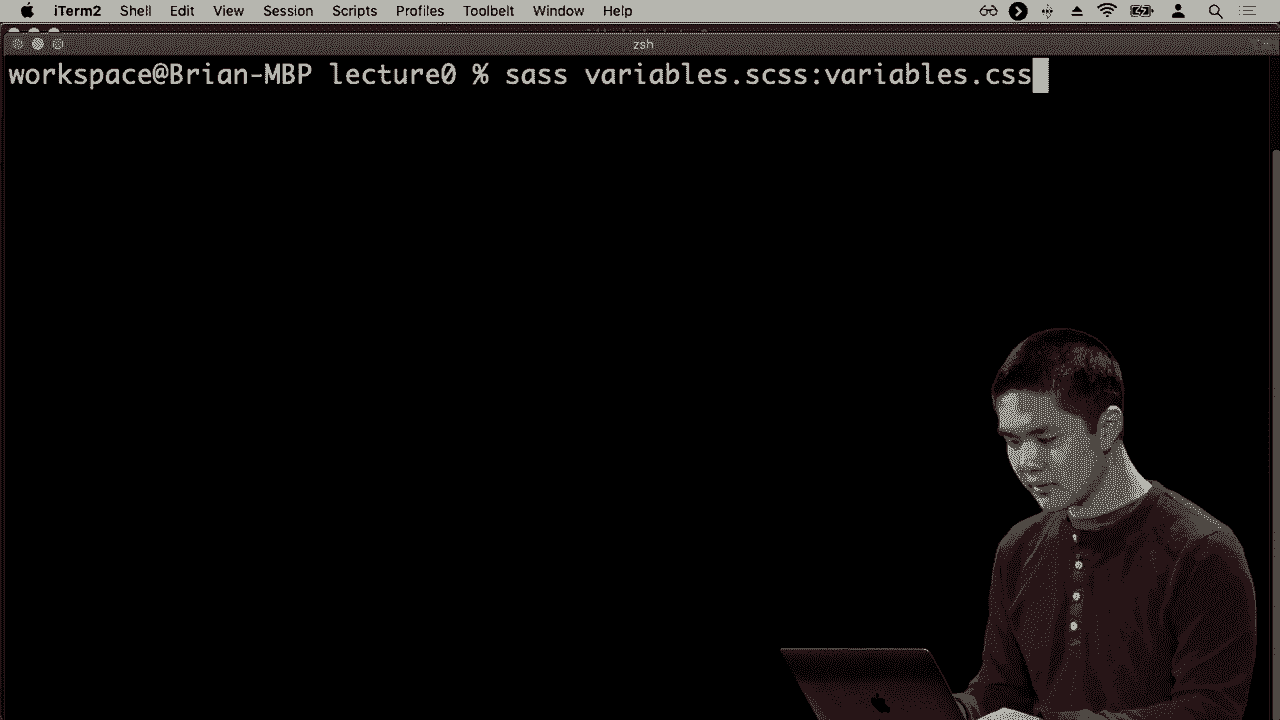 iTerm2 Shell Edit View Session Scripts Profiles Toolbelt Window Help
zsh
workspace@Brian-MBP lecture0 % sass variables.scss:variables.css